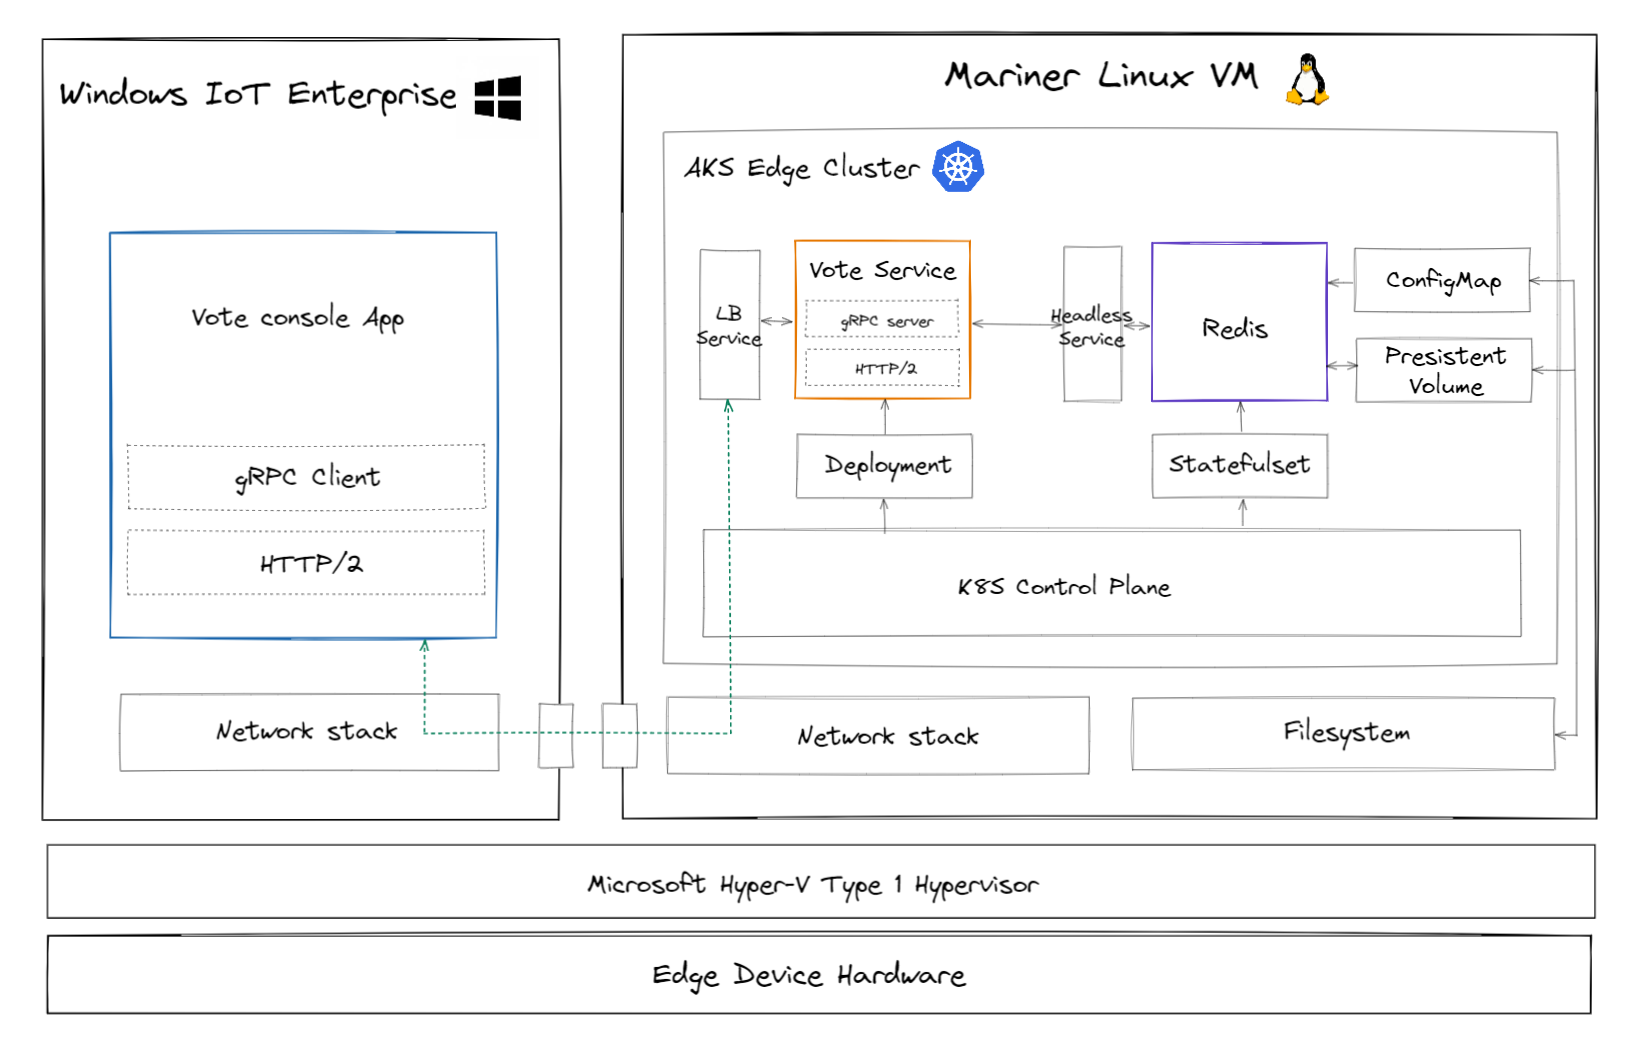 Windows IoT Enterprise
Mariner Linux VM
AKS Edge Cluster
Vote console App
gRPC Client
HTTP/2
Network stack
LB
Service
Vote Service
gRPC server
HTTP/2
Headless
Service
Redis
ConfigMap
Presistent
Volume
Deployment
Statefulset
K8S Control Plane
Network stack
Filesystem
Microsoft Hyper-V Type 1 Hypervisor
Edge Device Hardware